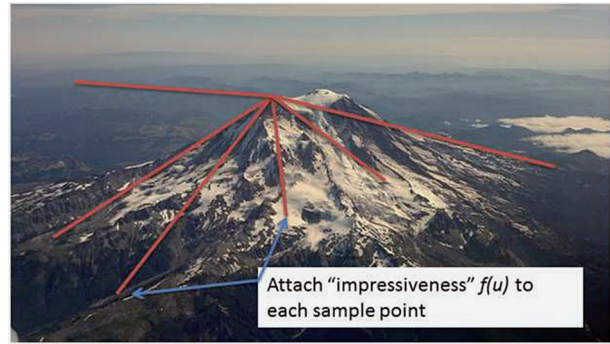 Attach “impressiveness” f(u) to
each sample point